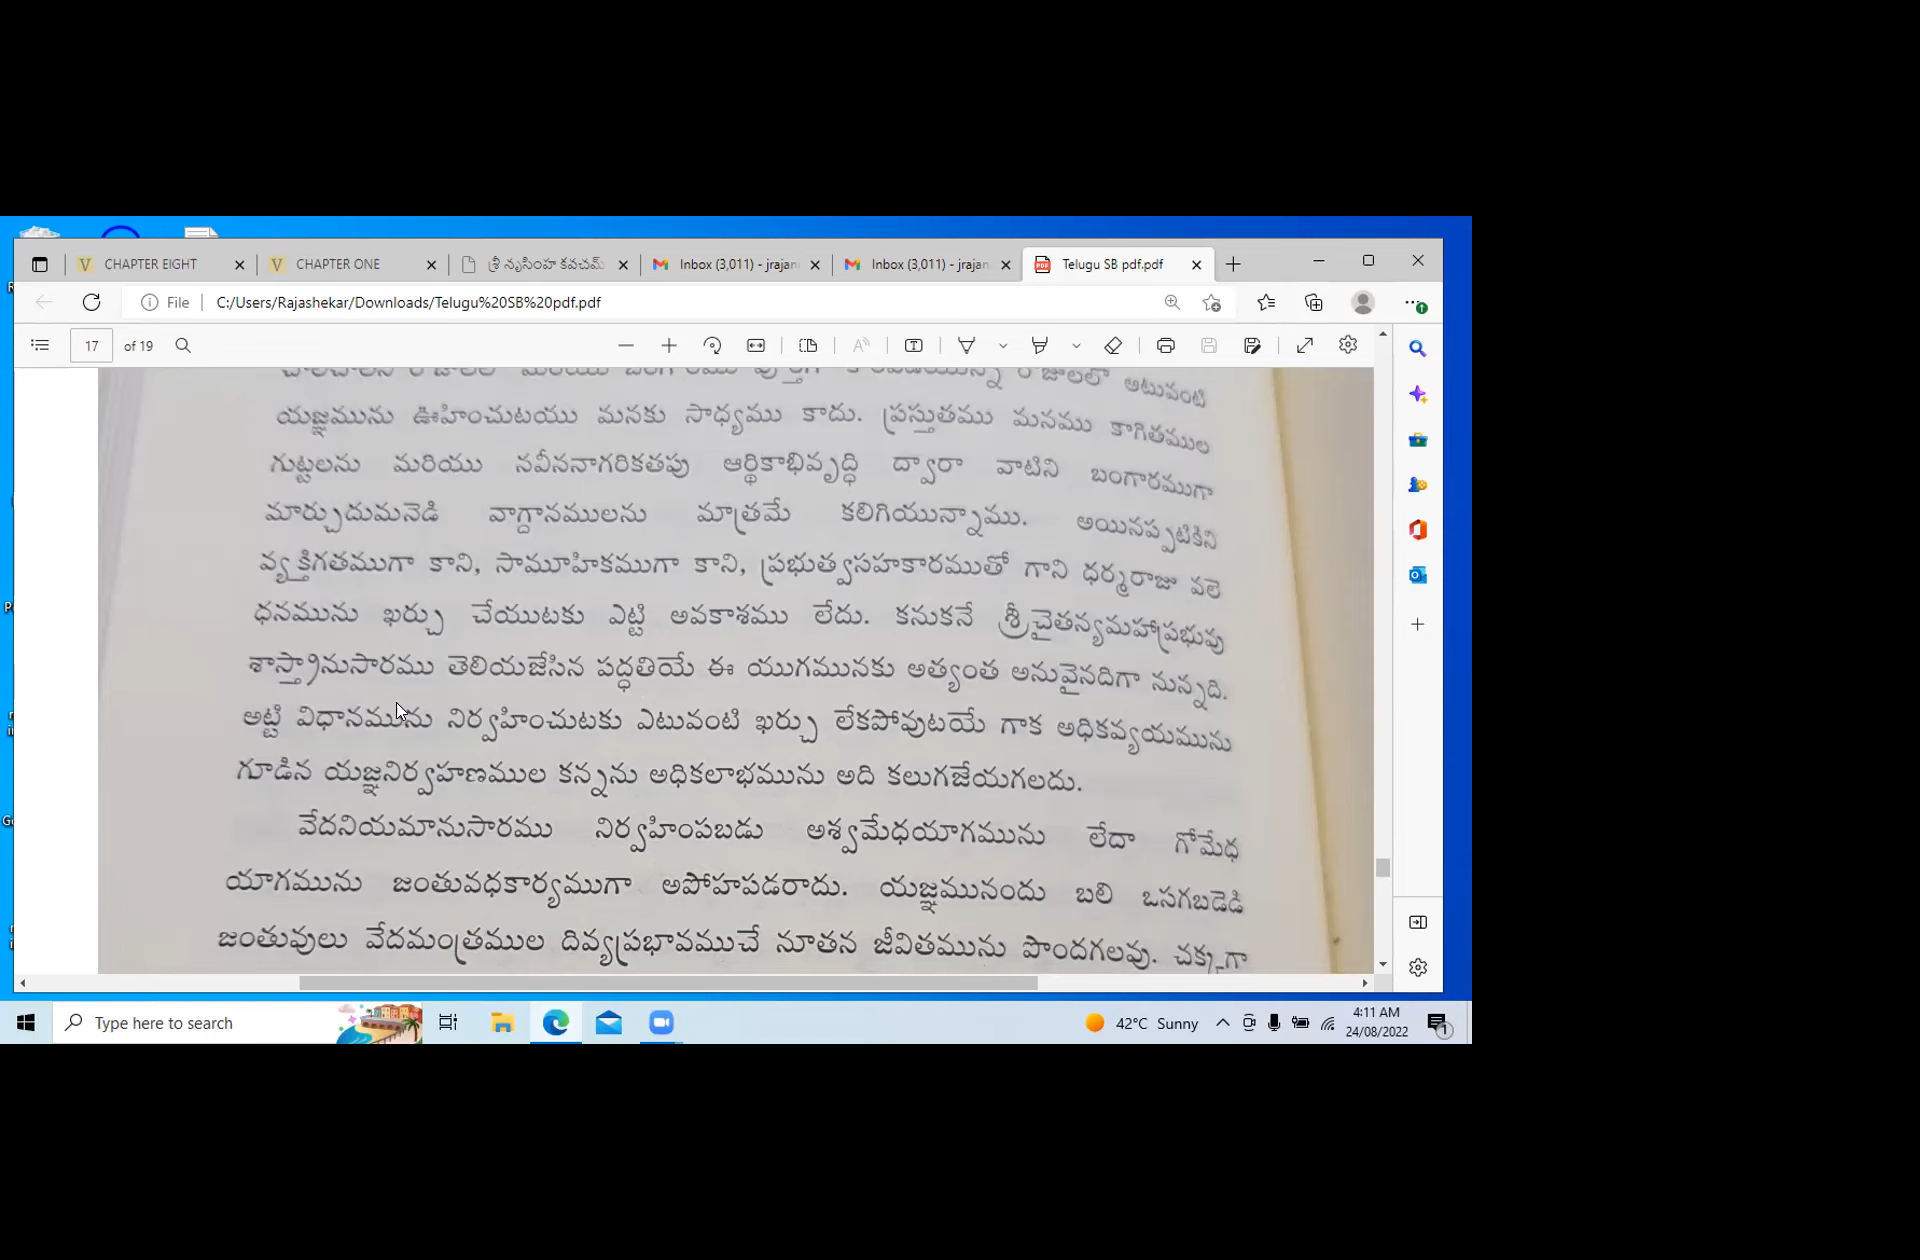 CHAPTER EIGHT
CHAPTER ONE
శ్రీ నృసింహ కవచమ్
Inbox (3,011) - jrajan
Inbox (3,011) - jrajan
Telugu SB pdf.pdf
File
C:/Users/Rajashekar/Downloads/Telugu%20SB%20pdf.pdf
17 of 19
మరియు పూర్తిగా అటువంటి
యజ్ఞమును ఊహించుటయు మనకు సాధ్యము కాదు. ప్రస్తుతము మనము కాగితముల
గుట్టలను మరియు నవీననాగరికతపు ఆర్థికాభివృద్ధి ద్వారా వాటిని బంగారముగా
మార్చుదుమనెడి వాగ్దానములను మాత్రమే కలిగియున్నాము. అయినప్పటికిని
వ్యక్తిగతముగా కాని, సామూహికముగా కాని, ప్రభుత్వసహకారముతో గాని ధర్మరాజు వలె
ధనమును ఖర్చు చేయుటకు ఎట్టి అవకాశము లేదు. కనుకనే శ్రీచైతన్యమహాప్రభువు
శాస్త్రానుసారము తెలియజేసిన పద్ధతియే ఈ యుగమునకు అత్యంత అనువైనదిగా నున్నది.
అట్టి విధానమును నిర్వహించుటకు ఎటువంటి ఖర్చు లేకపోవుటయే గాక అధికవ్యయమును
గూడిన యజ్ఞనిర్వహణముల కన్నను అధికలాభమును అది కలుగజేయగలదు.
వేదనియమానుసారము నిర్వహింపబడు అశ్వమేధయాగమును లేదా గోమేధ
యాగమును జంతువధకార్యముగా అపోహపడరాదు. యజ్ఞమునందు బలి ఒసగబడెడి
జంతువులు వేదమంత్రముల దివ్యప్రభావముచే నూతన జీవితమును పొందగలవు. చక్కగా
Type here to search
42°C Sunny
4:11 AM
24/08/2022
1